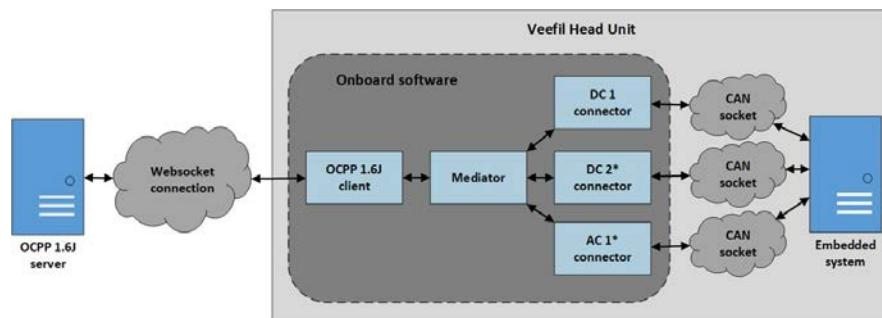 Veefil Head Unit
Onboard software
OCPP 1.6J
server
Websocket
connection
OCPP 1.6J
client
Mediator
DC 1
connector
DC 2*
connector
AC 1*
connector
CAN
socket
CAN
socket
CAN
socket
Embedded
system